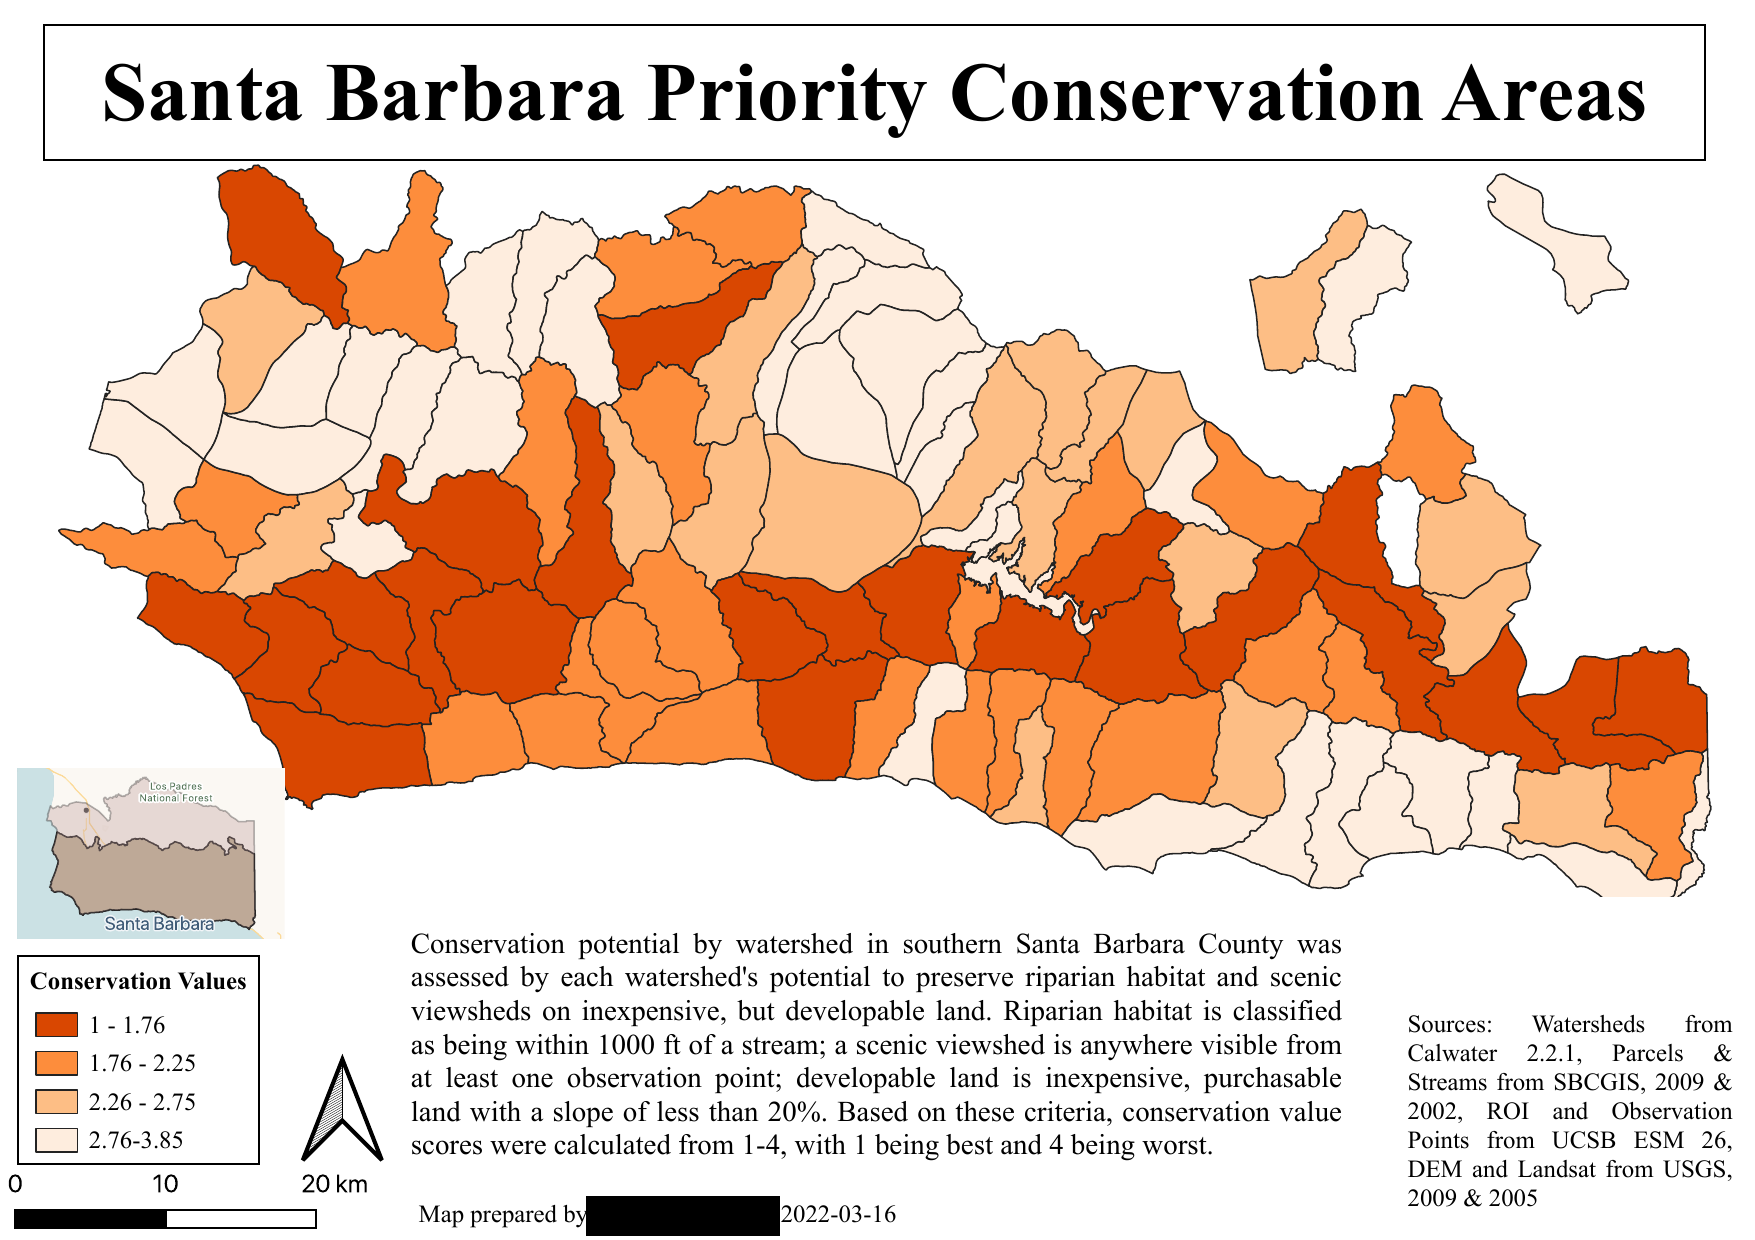 Santa Barbara Priority Conservation Areas
Los Padres
National Forest
Santa Barbara
Conservation Values
1 - 1.76
1.76 - 2.25
2.26 - 2.75
2.76-3.85
0 10 20 km
Conservation potential by watershed in southern Santa Barbara County was
assessed by each watershed's potential to preserve riparian habitat and scenic
viewsheds on inexpensive, but developable land. Riparian habitat is classified
as being within 1000 ft of a stream; a scenic viewshed is anywhere visible from
at least one observation point; developable land is inexpensive, purchasable
land with a slope of less than 20%. Based on these criteria, conservation value
scores were calculated from 1-4, with 1 being best and 4 being worst.
Map prepared by 2022-03-16
Sources: Watersheds from
Calwater 2.2.1, Parcels &
Streams from SBCGIS, 2009 &
2002, ROI and Observation
Points from UCSB ESM 26,
DEM and Landsat from USGS,
2009 & 2005